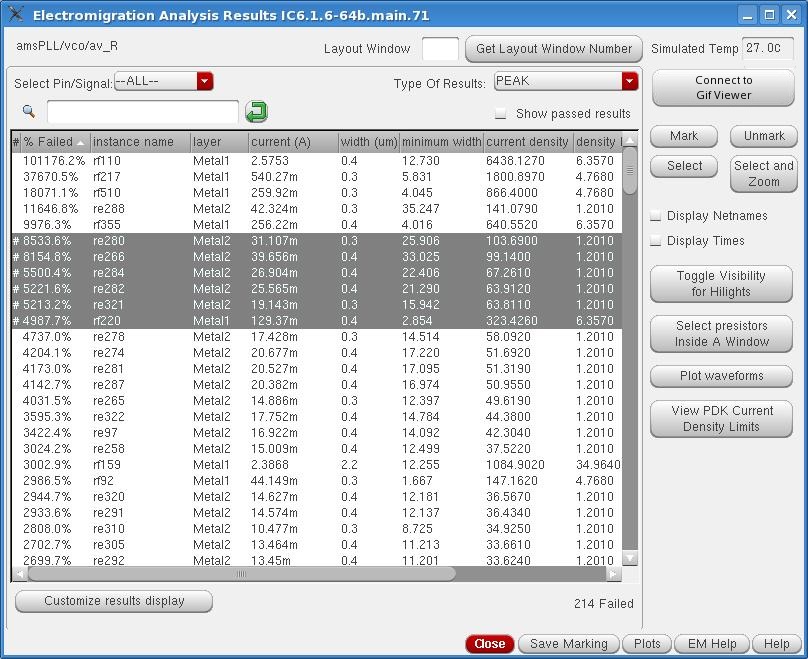 Electromigration Analysis Results IC6.1.6-64b.main.71
amsPLL/vco/av_R
Layout Window Get Layout Window Number Simulated Temp 27.0C
Select Pin/Signal: --ALL-- Type Of Results: PEAK
Connect to
Gif Viewer
Show passed results
# % Failed instance name layer current (A) width (um) minimum width current density density
101176.2% rf110 Metal1 2.5753 0.4 12.730 6438.1270 6.3570
37670.5% rf217 Metal1 540.27m 0.3 5.831 1800.8970 4.7680
18071.1% rf510 Metal1 259.92m 0.3 4.045 866.4000 4.7680
11646.8% re288 Metal2 42.324m 0.3 35.247 141.0790 1.2010
9976.3% rf355 Metal1 256.22m 0.4 4.016 640.5520 6.3570
# 8533.6% re280 Metal2 31.107m 0.3 25.906 103.6900 1.2010
# 8154.8% re266 Metal2 39.656m 0.4 33.025 99.1400 1.2010
# 5500.4% re284 Metal2 26.904m 0.4 22.406 67.2610 1.2010
# 5221.6% re282 Metal2 25.565m 0.4 21.290 63.9120 1.2010
# 5213.2% re321 Metal2 19.143m 0.3 15.942 63.8110 1.2010
# 4987.7% rf220 Metal1 129.37m 0.4 2.854 323.4260 6.3570
4737.0% re278 Metal2 17.428m 0.3 14.514 58.0920 1.2010
4204.1% re274 Metal2 20.677m 0.4 17.220 51.6920 1.2010
4173.0% re281 Metal2 20.527m 0.4 17.095 51.3190 1.2010
4142.7% re287 Metal2 20.382m 0.4 16.974 50.9550 1.2010
4031.5% re265 Metal2 14.886m 0.3 12.397 49.6190 1.2010
3595.3% re322 Metal2 17.752m 0.4 14.784 44.3800 1.2010
3422.4% re97 Metal2 16.922m 0.4 14.092 42.3040 1.2010
3024.2% re258 Metal2 15.009m 0.4 12.499 37.5220 1.2010
3002.9% rf159 Metal1 2.3868 2.2 12.255 1084.9020 34.9640
2986.5% rf92 Metal1 44.149m 0.3 1.667 147.1620 4.7680
2944.7% re320 Metal2 14.627m 0.4 12.181 36.5670 1.2010
2933.6% re291 Metal2 14.574m 0.4 12.137 36.4340 1.2010
2808.0% re310 Metal2 10.477m 0.3 8.725 34.9250 1.2010
2702.7% re305 Metal2 13.464m 0.4 11.213 33.6610 1.2010
2699.7% re292 Metal2 13.45m 0.4 11.201 33.6240 1.2010
Mark Unmark
Select
Select and
Zoom
Display Netnames
Display Times
Toggle Visibility
for Hilights
Select presistors
Inside A Window
Plot waveforms
View PDK Current
Density Limits
Customize results display
214 Failed
Close Save Marking Plots EM Help Help